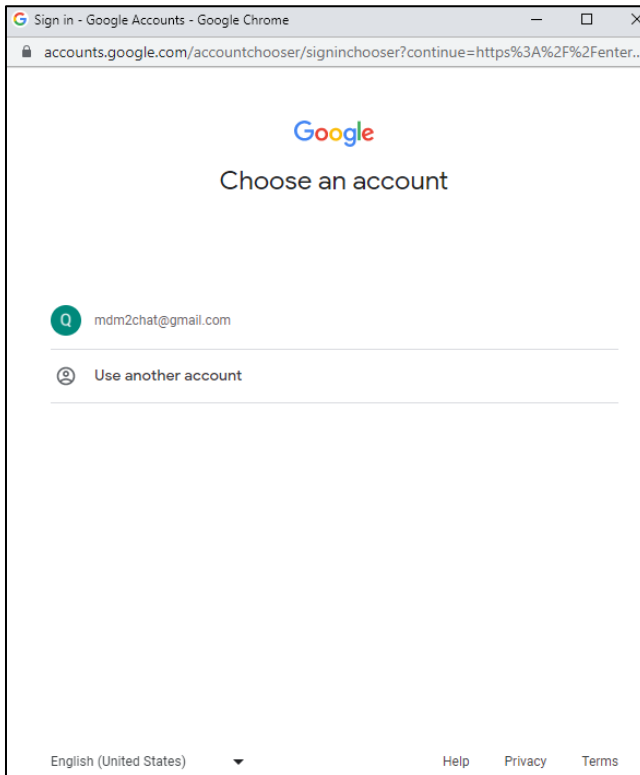 Sign in - Google Accounts - Google Chrome
accounts.google.com/accountchooser/signinchooser?continue=https%3A%2F%2Fenter...
Google
Choose an account
Q
mdm2chat@gmail.com
Use another account
English (United States)
Help Privacy Terms